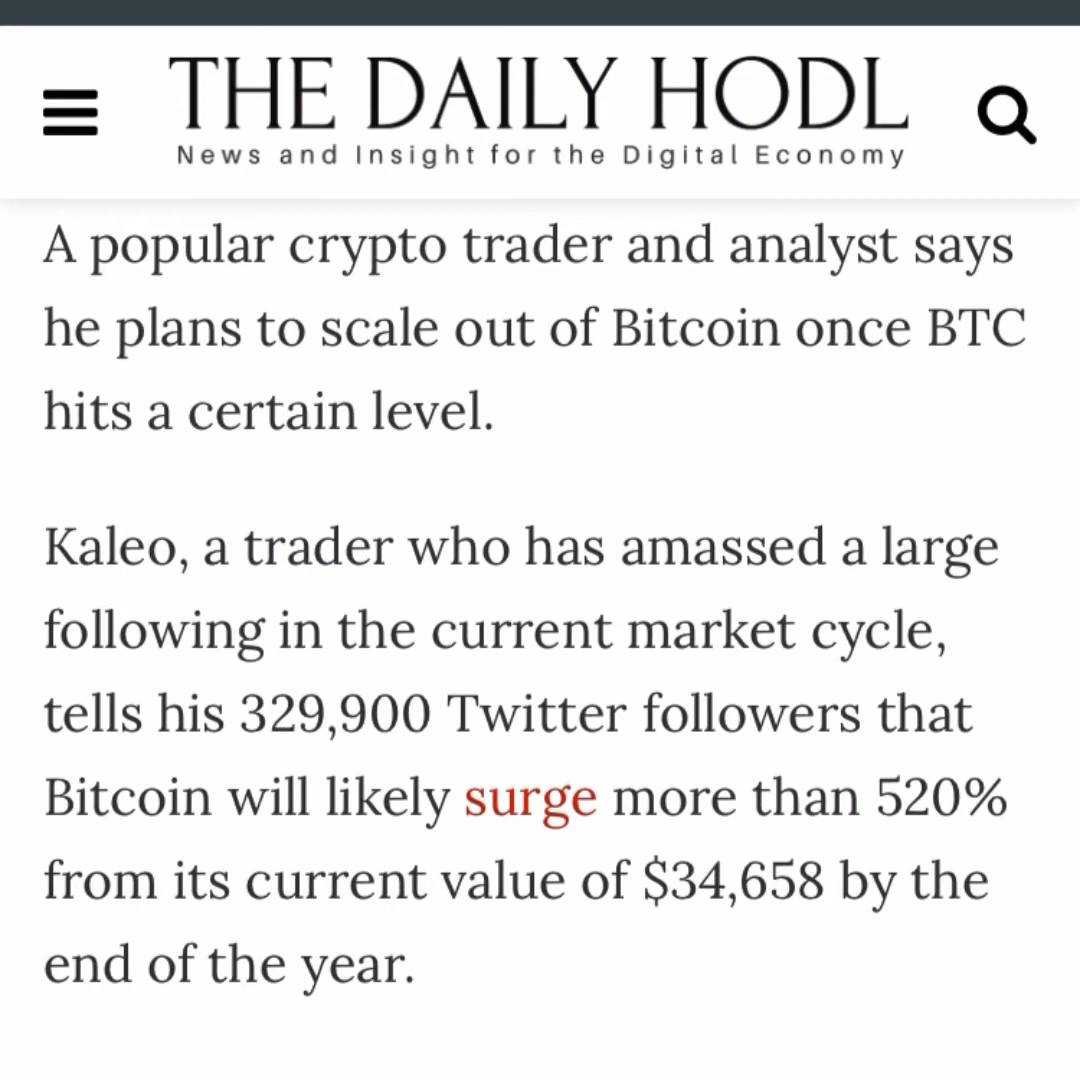 THE DAILY HODL
News and Insight for the Digital Economy
A popular crypto trader and analyst says
he plans to scale out of Bitcoin once BTC
hits a certain level.
Kaleo, a trader who has amassed a large
following in the current market cycle,
tells his 329,900 Twitter followers that
Bitcoin will likely surge more than 520%
from its current value of $34,658 by the
end of the year.